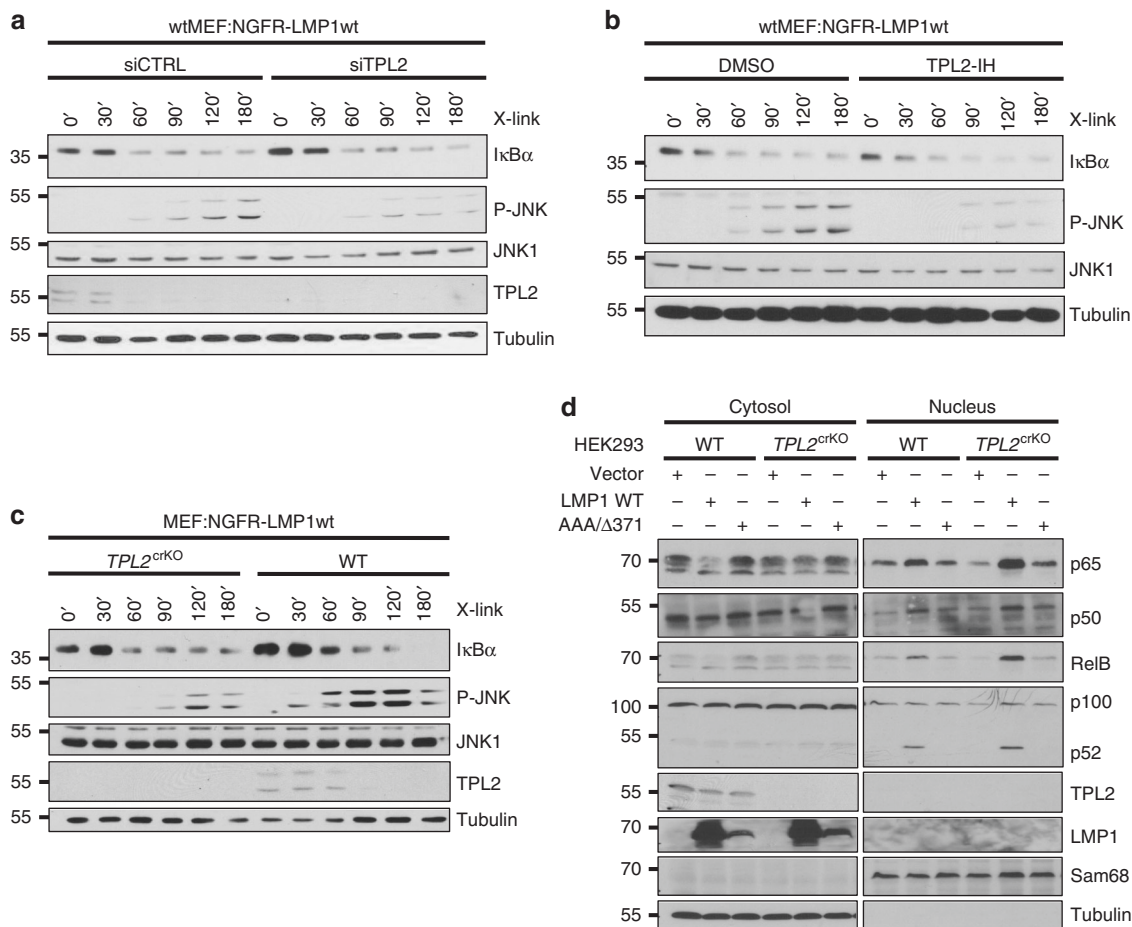 a
wtMEF:NGFR-LMP1wt
siCTRL siTPL2
0′ 30′ 60′ 90′ 120′ 180′ 0′ 30′ 60′ 90′ 120′ 180′ X-link
35 IκBα
55 P-JNK
55 JNK1
55 TPL2
55 Tubulin
b
wtMEF:NGFR-LMP1wt
DMSO TPL2-IH
0′ 30′ 60′ 90′ 120′ 180′ 0′ 30′ 60′ 90′ 120′ 180′ X-link
35 IκBα
55 P-JNK
55 JNK1
55 Tubulin
c
MEF:NGFR-LMP1wt
TPL2crKO WT
0′ 30′ 60′ 90′ 120′ 180′ 0′ 30′ 60′ 90′ 120′ 180′ X-link
35 IκBα
55 P-JNK
55 JNK1
55 TPL2
55 Tubulin
d
Cytosol Nucleus
HEK293 WT TPL2crKO WT TPL2crKO
Vector + – – + – – + – – + – –
LMP1 WT – + – – + – – + – – + –
AAA/Δ371 – – + – – + – – + – – +
70 p65
55 p50
70 RelB
100 p100
55 p52
55 TPL2
70 LMP1
70 Sam68
55 Tubulin